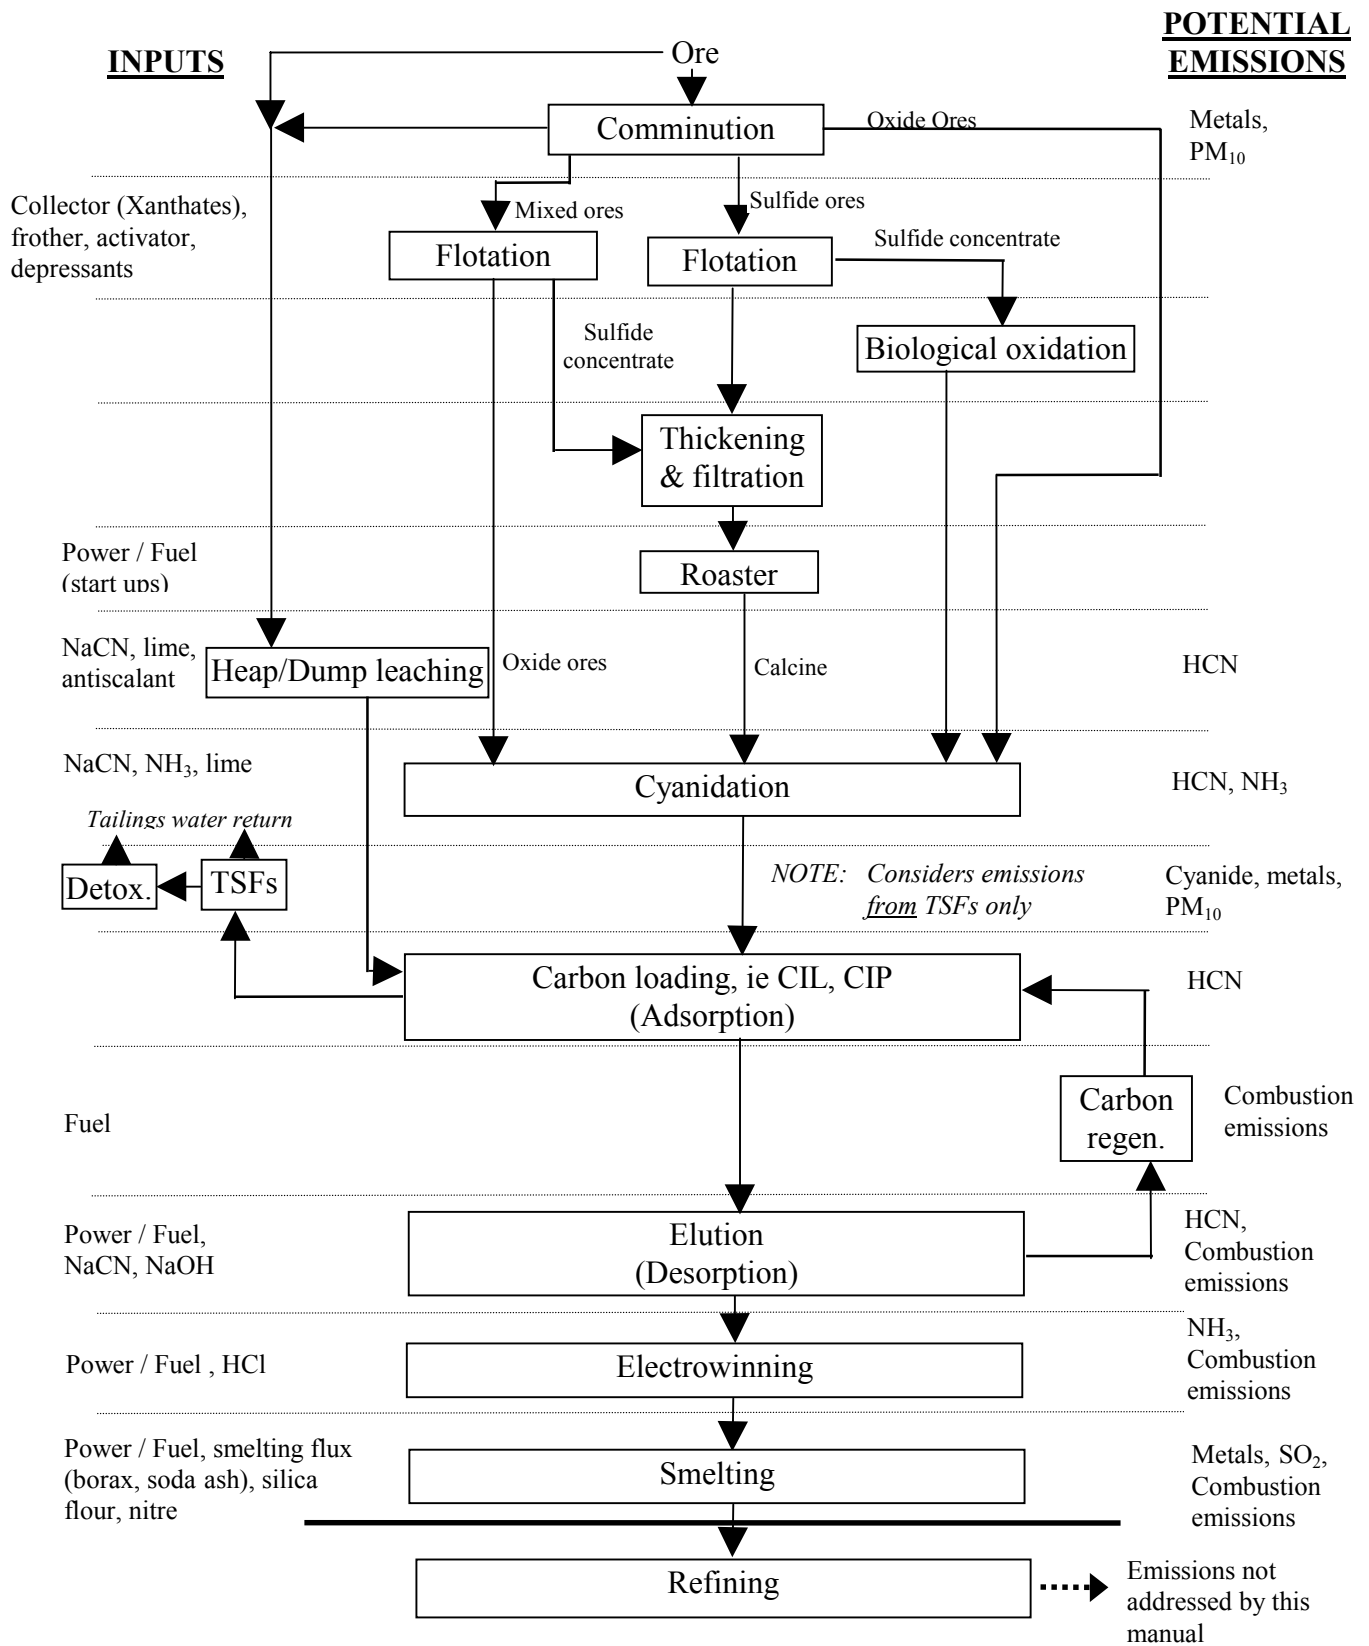 POTENTIAL
EMISSIONS
INPUTS
Ore
Comminution
Oxide Ores
Metals,
PM10
Collector (Xanthates),
frother, activator,
depressants
Mixed ores
Sulfide ores
Flotation
Flotation
Sulfide concentrate
Sulfide
concentrate
Biological oxidation
Thickening
& filtration
Power / Fuel
(start ups)
Roaster
NaCN, lime,
antiscalant
Heap/Dump leaching
Oxide ores
Calcine
HCN
NaCN, NH3, lime
Cyanidation
HCN, NH3
Tailings water return
Detox.
TSFs
NOTE: Considers emissions
from TSFs only
Cyanide, metals,
PM10
Carbon loading, ie CIL, CIP
(Adsorption)
HCN
Fuel
Carbon
regen.
Combustion
emissions
Power / Fuel,
NaCN, NaOH
Elution
(Desorption)
HCN,
Combustion
emissions
Power / Fuel , HCl
Electrowinning
NH3,
Combustion
emissions
Power / Fuel, smelting flux
(borax, soda ash), silica
flour, nitre
Smelting
Metals, SO2,
Combustion
emissions
Refining
Emissions not
addressed by this
manual